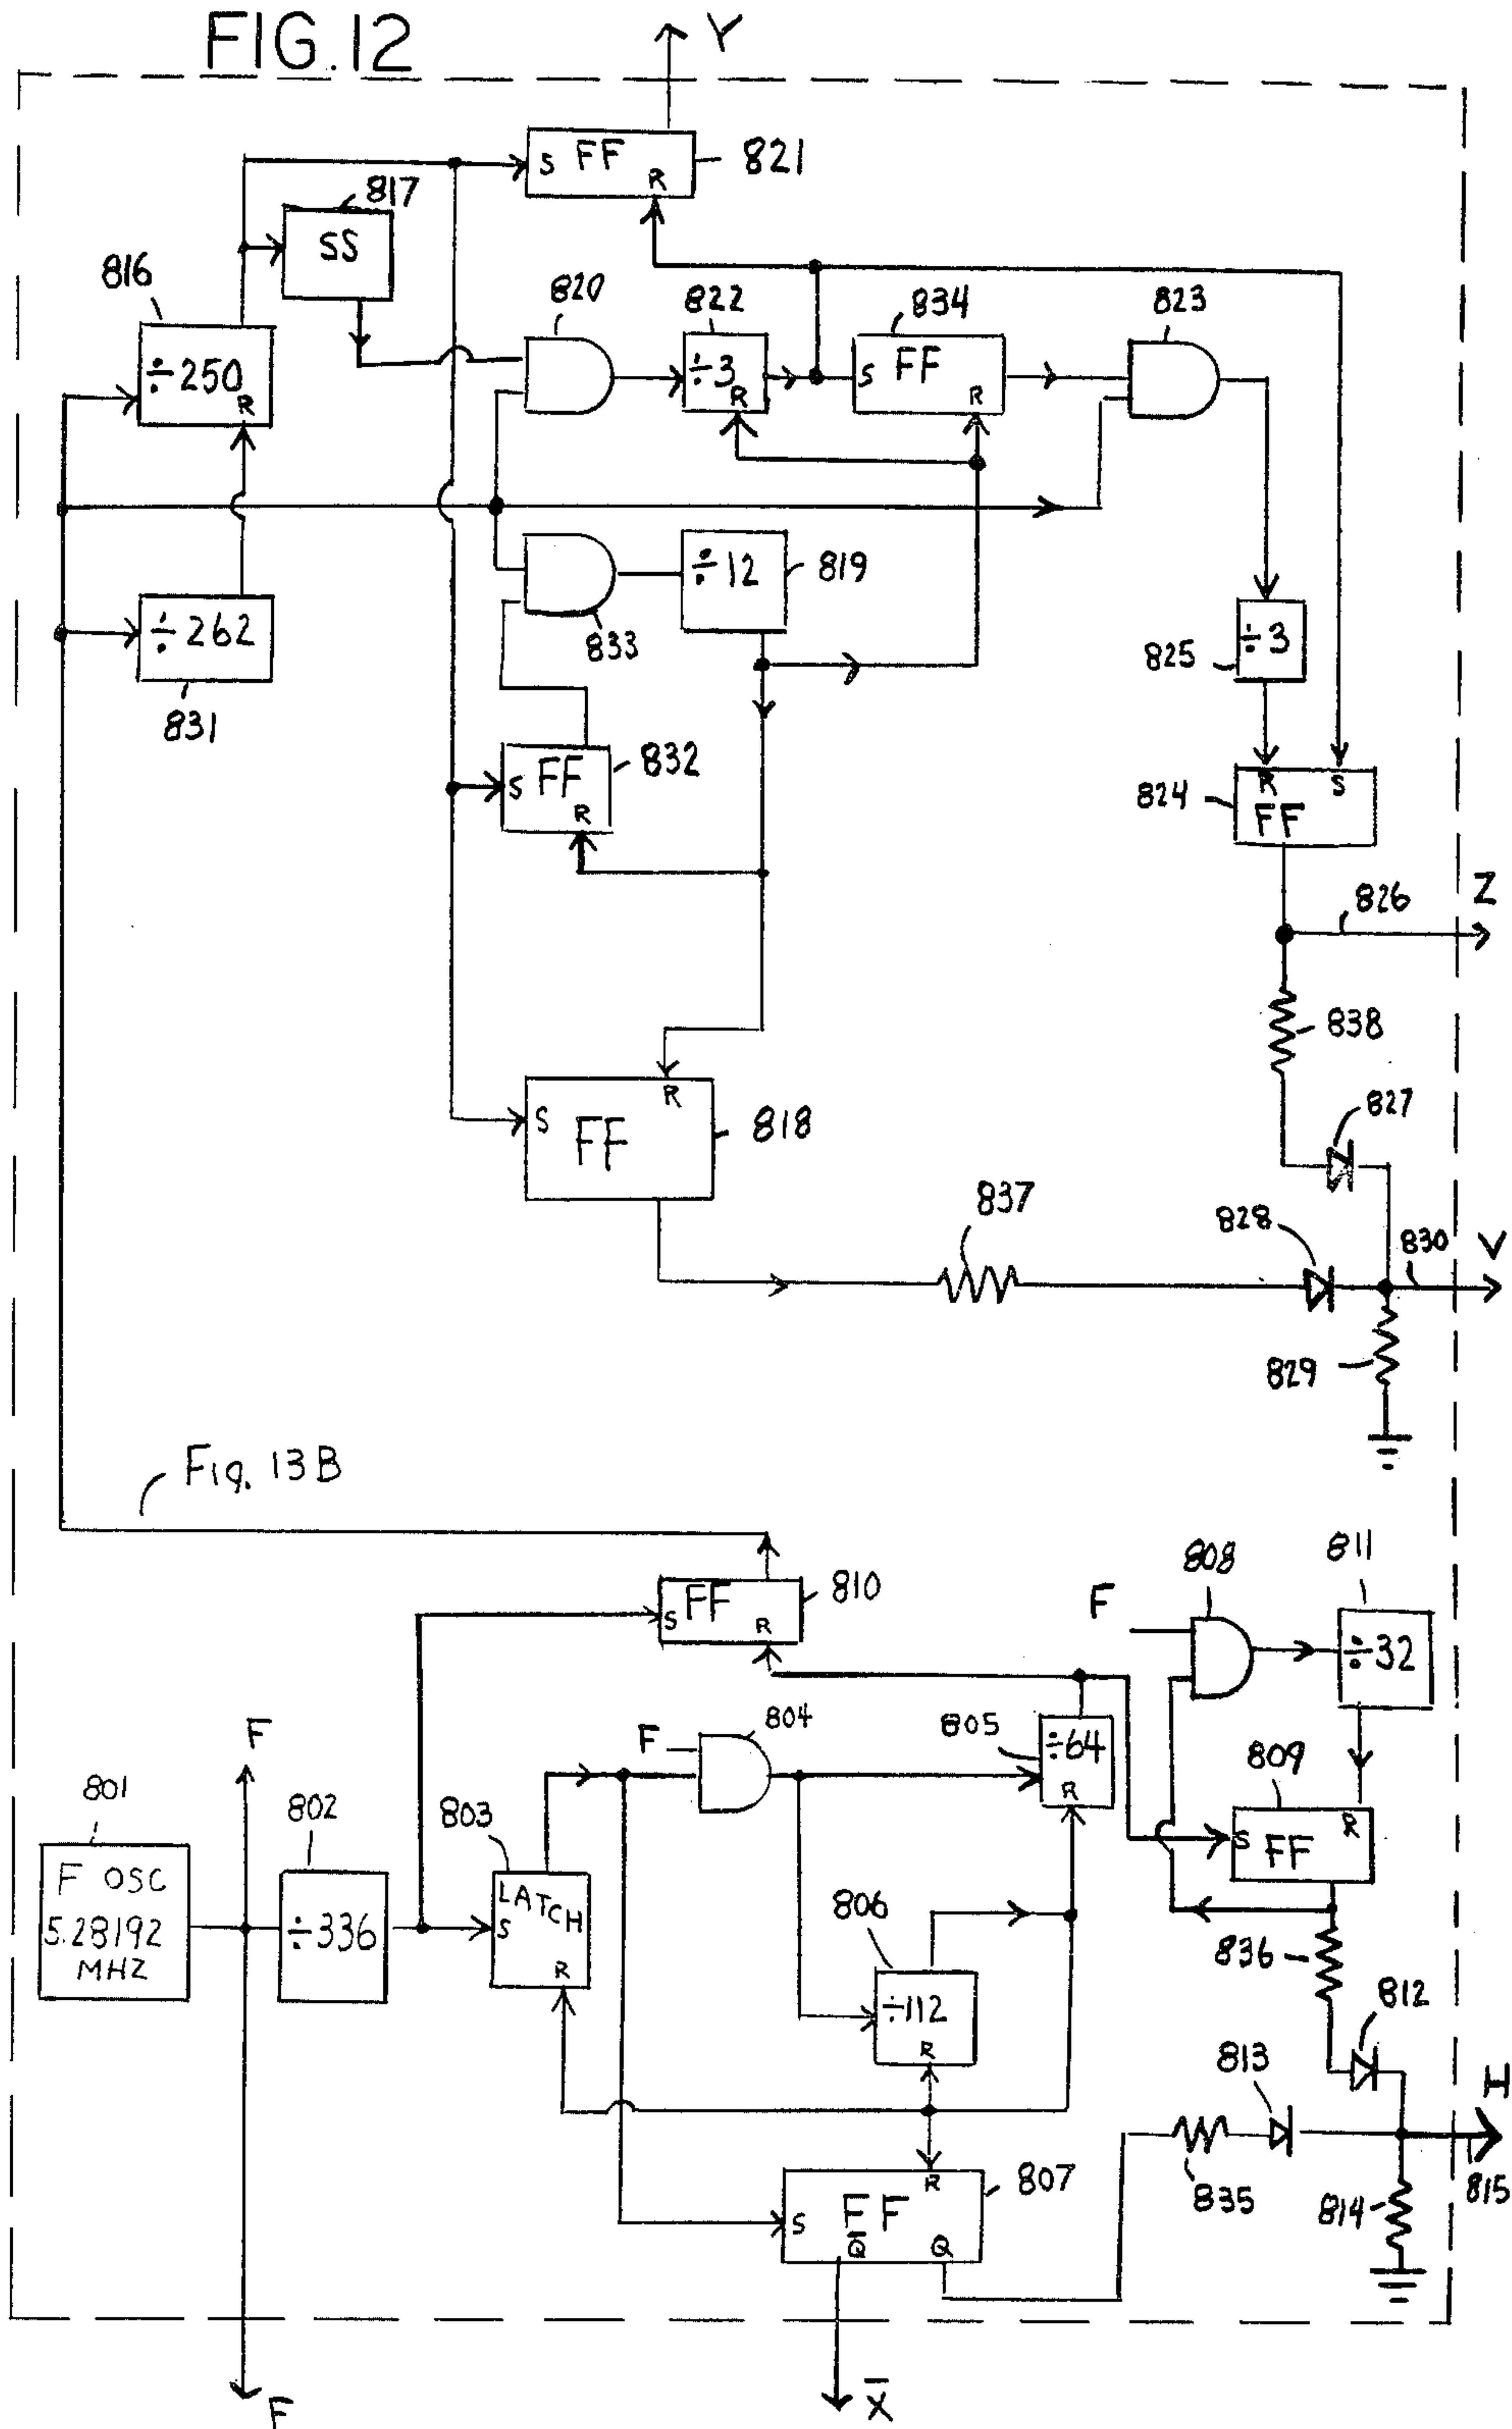 FIG. 12
Y
S FF R
821
817
SS
816
÷250 R
820
822
÷3 R
834
S FF R
823
÷262
831
833
÷12
819
825
÷3
S FF R
832
824
R S
FF
826
Z
838
827
S R
FF
818
837
828
830
V
829
Fig. 13B
S FF R
810
808
811
F
÷32
F
804
805
÷64
R
809
S R
FF
F
801
F OSC
5.28192
MHZ
802
÷336
803
LATCH
S
R
806
÷112
R
836
812
813
H
835
814
815
R
S FF
Q̅ Q
807
F
X̅